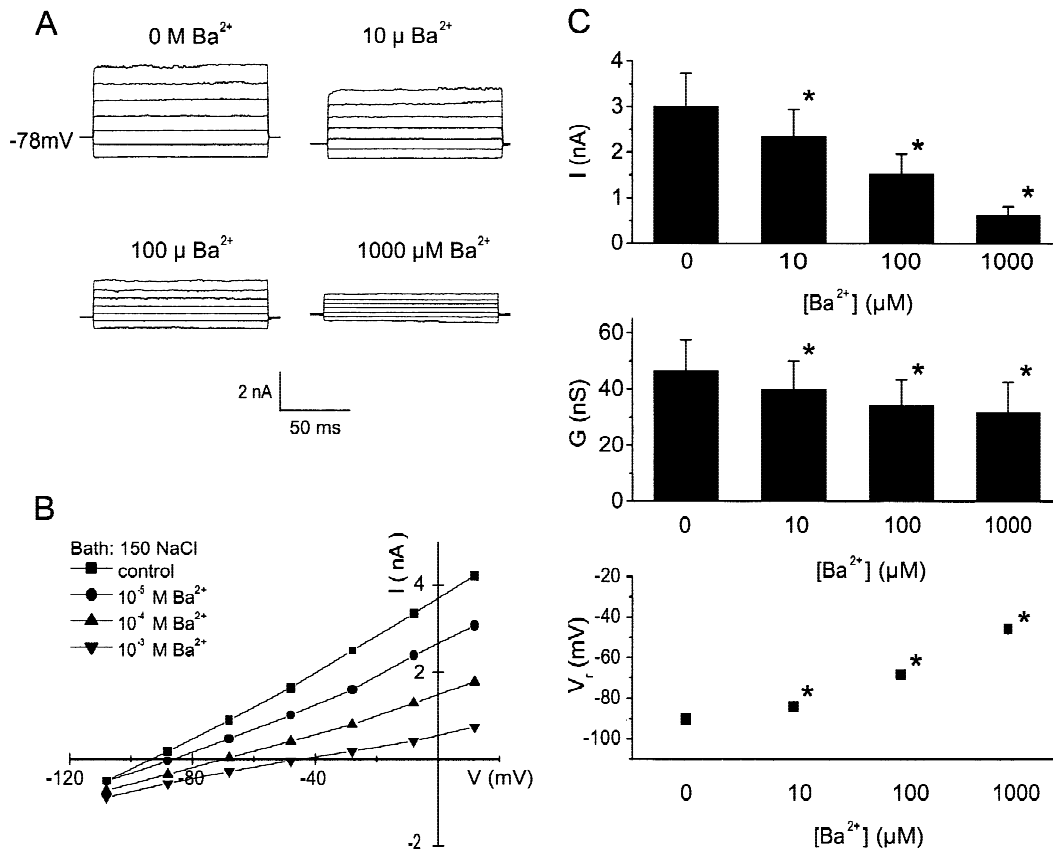 A
0 M Ba²⁺
10 µ Ba²⁺
-78mV
100 µ Ba²⁺
1000 µM Ba²⁺
2 nA
50 ms
B
Bath: 150 NaCl
control
10⁻⁵ M Ba²⁺
10⁻⁴ M Ba²⁺
10⁻³ M Ba²⁺
I ( nA )
4
2
-120
-40
V (mV)
-2
C
I (nA)
4
3
2
1
0
* * *
0 10 100 1000
[Ba²⁺] (µM)
G (nS)
60
40
20
0
* * *
0 10 100 1000
[Ba²⁺] (µM)
Vr (mV)
-20
-40
-60
-80
-100
* * *
0 10 100 1000
[Ba²⁺] (µM)